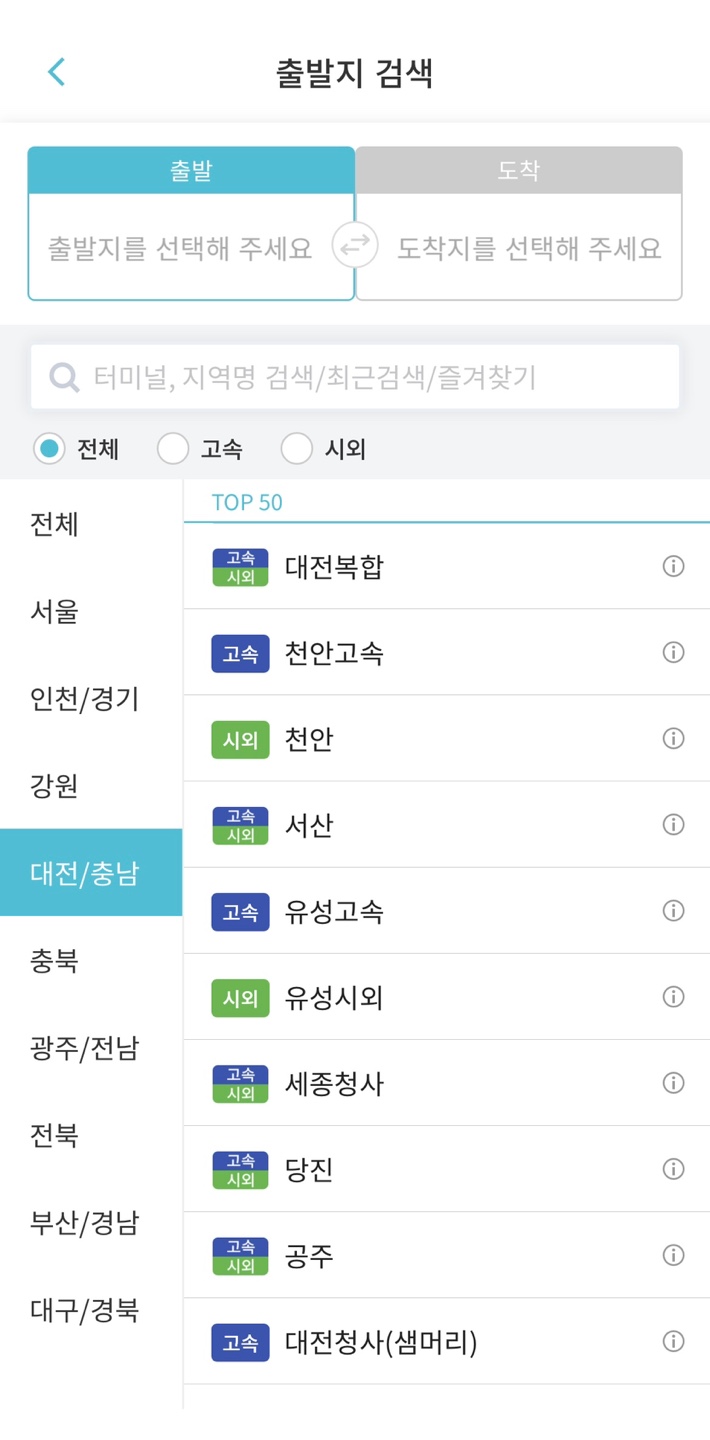 출발지 검색
출발
도착
출발지를 선택해 주세요
도착지를 선택해 주세요
터미널, 지역명 검색/최근검색/즐겨찾기
전체 고속 시외
전체
서울
인천/경기
강원
대전/충남
충북
광주/전남
전북
부산/경남
대구/경북
TOP 50
고속
시외
대전복합
고속
천안고속
시외
천안
고속
시외
서산
고속
유성고속
시외
유성시외
고속
시외
세종청사
고속
시외
당진
고속
시외
공주
고속
대전청사(샘머리)